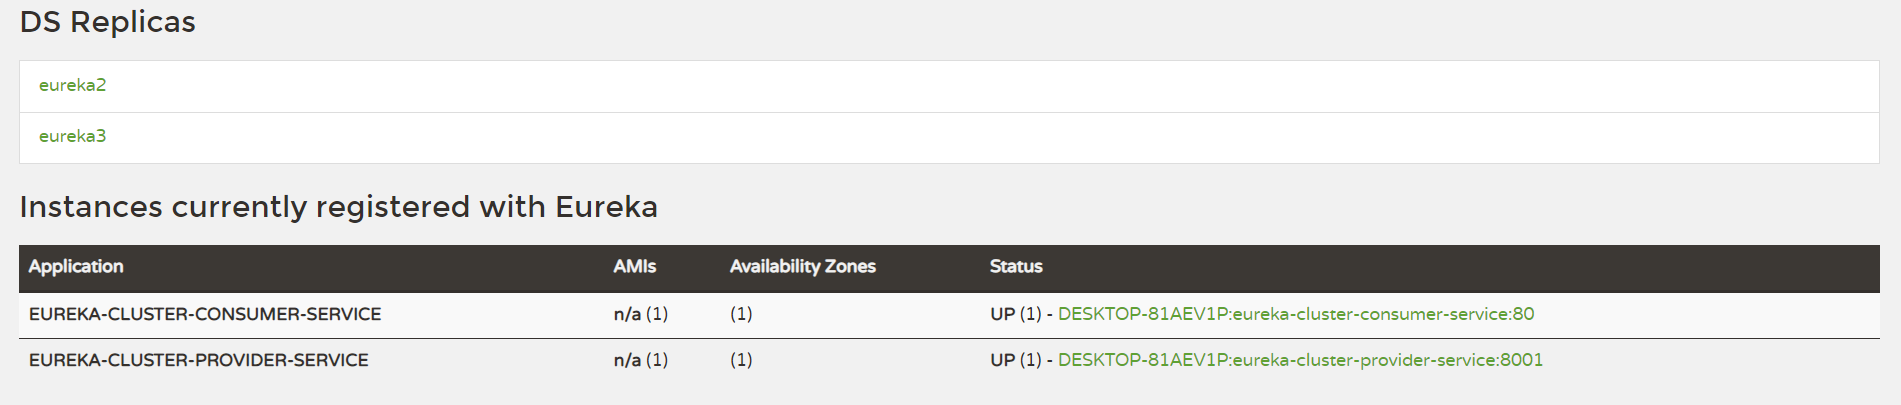 DS Replicas
eureka2
eureka3
Instances currently registered with Eureka
Application AMIs Availability Zones Status
EUREKA-CLUSTER-CONSUMER-SERVICE n/a (1) (1) UP (1) - DESKTOP-81AEV1P:eureka-cluster-consumer-service:80
EUREKA-CLUSTER-PROVIDER-SERVICE n/a (1) (1) UP (1) - DESKTOP-81AEV1P:eureka-cluster-provider-service:8001